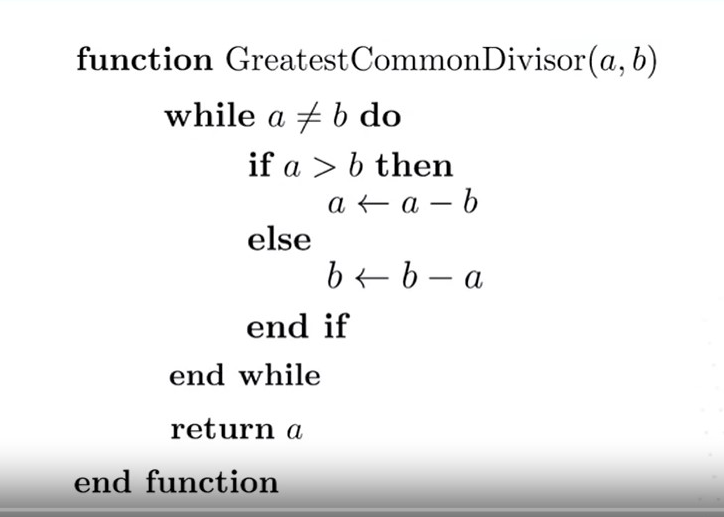 function GreatestCommonDivisor(a, b)
while a ≠ b do
if a > b then
a ← a − b
else
b ← b − a
end if
end while
return a
end function